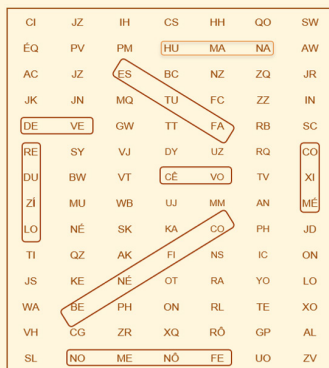 CI JZ IH CS HH QO SW
ÉQ PV PM HU MA NA AW
AC JZ ES BC NZ ZQ JR
JK JN MQ TU FC ZZ IN
DE VE GW TT FA RB SC
RE SY VJ DY UZ RQ CO
DU BW VT CÊ VO TV XI
ZÍ MU WB UJ MM AN MÊ
LO NÉ SK KA CO PH JD
TI QZ AK FI NS IC ON
JS KE NÉ OT RA YO LO
WA BE PH ON RL TE XO
VH CG ZR XQ RÔ GP AL
SL NO ME NÔ FE UO ZV